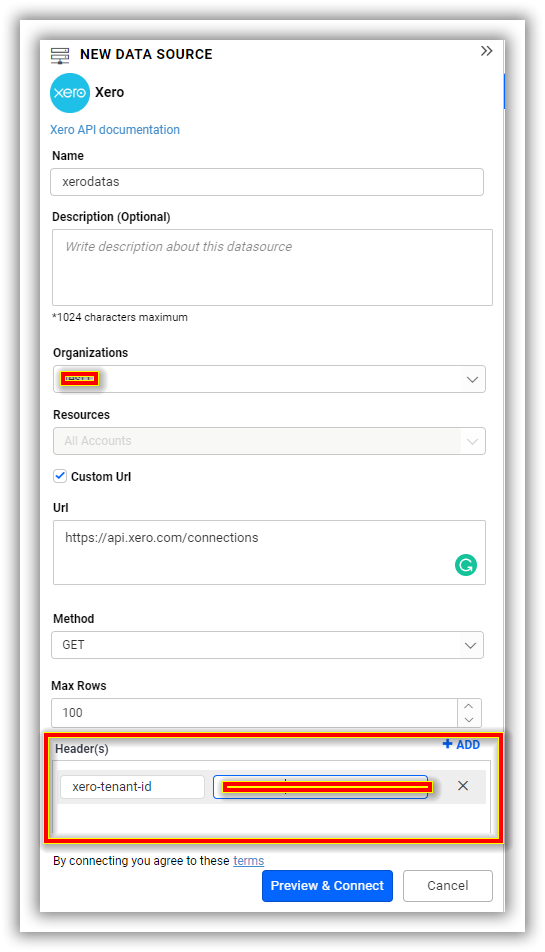 NEW DATA SOURCE
xero Xero
Xero API documentation
Name
xerodatas
Description (Optional)
Write description about this datasource
*1024 characters maximum
Organizations
Resources
All Accounts
Custom Url
Url
https://api.xero.com/connections
Method
GET
Max Rows
100
Header(s) + ADD
xero-tenant-id
By connecting you agree to these terms
Preview & Connect Cancel